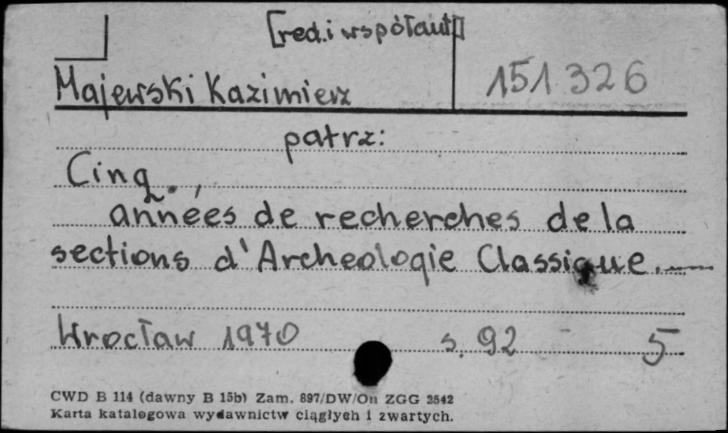 [red. i współaut]
Majewski Kazimierz 151326
patrz:
Cinq.,
années de recherches de la
sections d'Archeologie Classique.
Wrocław 1970 s. 92 5
CWD B 114 (dawny B 15b) Zam. 897/DW/On ZGG 2542
Karta katalogowa wydawnictw ciągłych i zwartych.